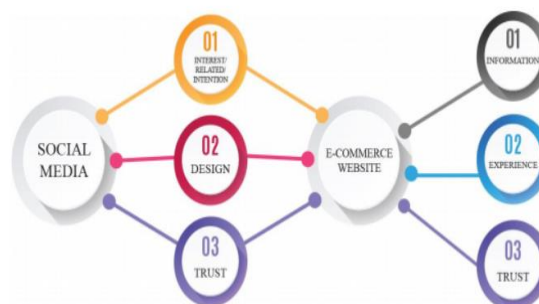 SOCIAL
MEDIA
01
INTEREST/
RELATED/
INTENTION
02
DESIGN
03
TRUST
E-COMMERCE
WEBSITE
01
INFORMATION
02
EXPERIENCE
03
TRUST